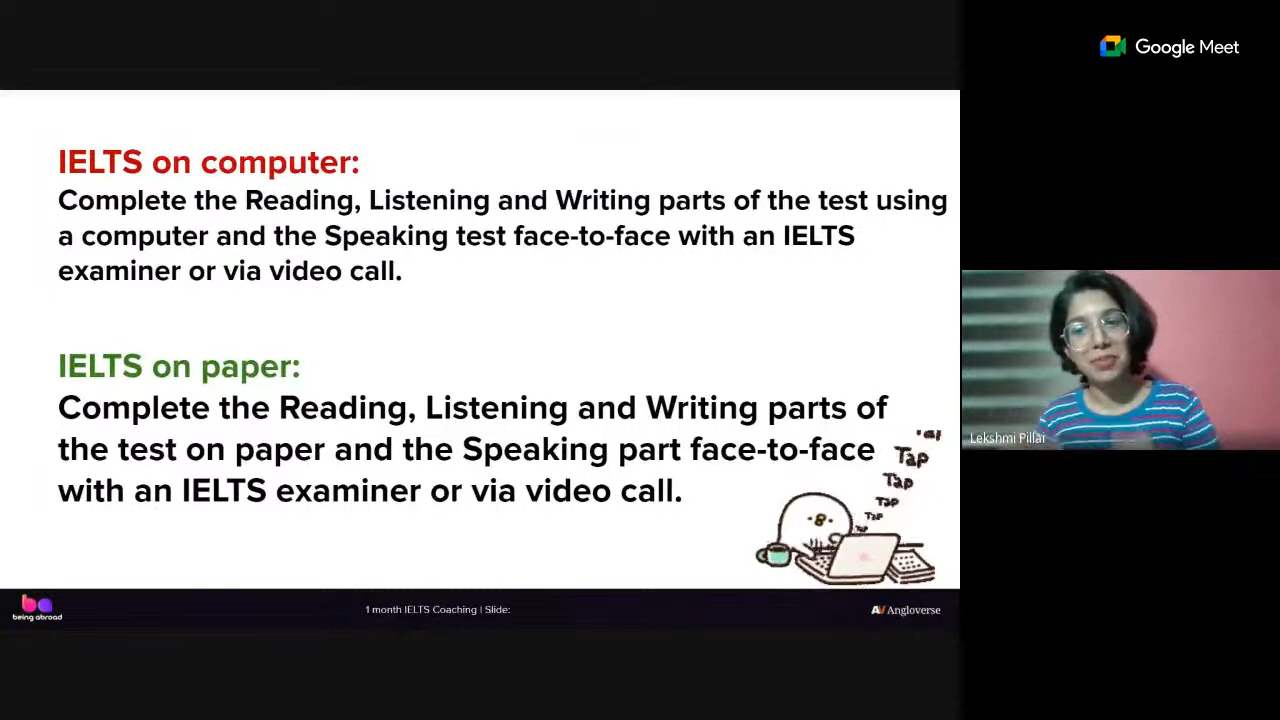 Google Meet
IELTS on computer:
Complete the Reading, Listening and Writing parts of the test using
a computer and the Speaking test face-to-face with an IELTS
examiner or via video call.
IELTS on paper:
Complete the Reading, Listening and Writing parts of
the test on paper and the Speaking part face-to-face
with an IELTS examiner or via video call.
Tap
Tap
Tap
Tap
Tap
Lekshmi Pillai
being abroad
1 month IELTS Coaching | Slide:
AV Angloverse